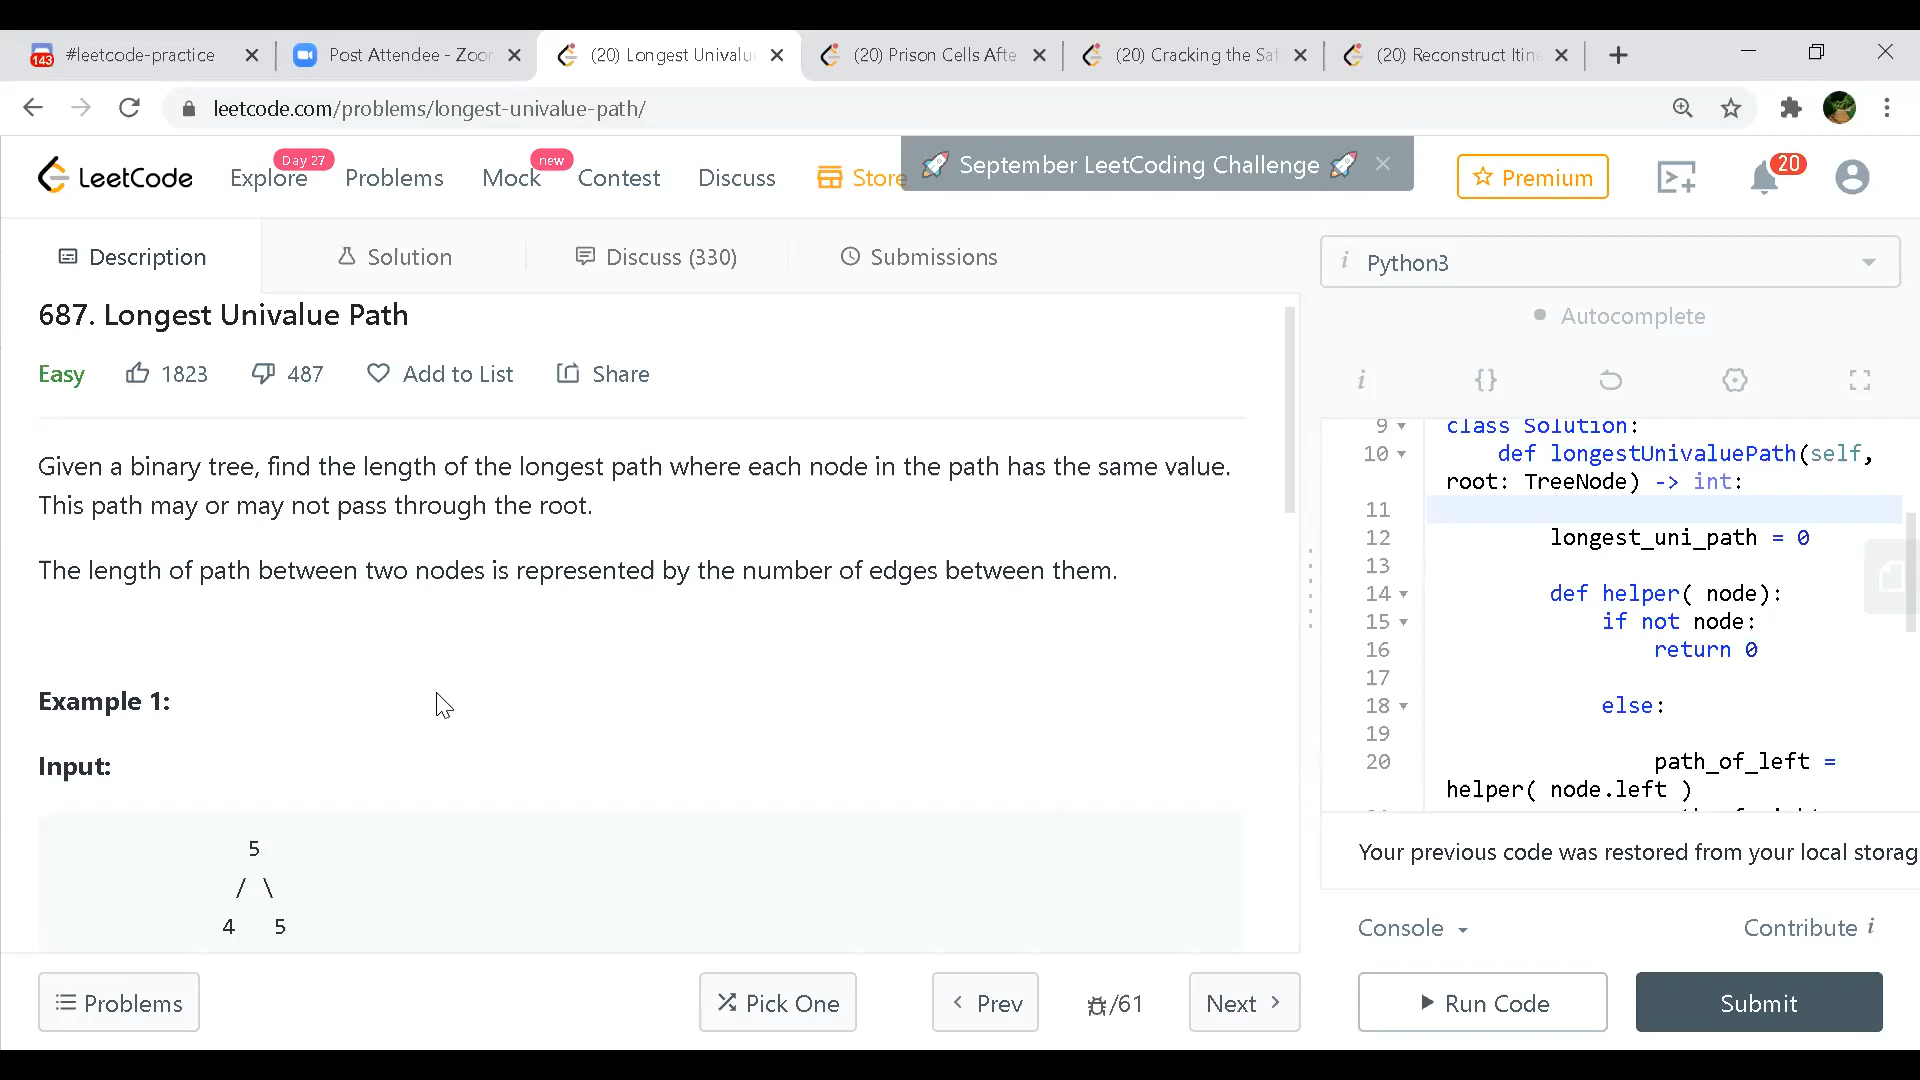 #leetcode-practice
143
Post Attendee - Zoor
(20) Longest Univalu
(20) Prison Cells Afte
(20) Cracking the Saf
(20) Reconstruct Itine
leetcode.com/problems/longest-univalue-path/
LeetCode
Explore
Day 27
Problems
Mock
new
Contest
Discuss
Store
🚀 September LeetCoding Challenge 🚀
Premium
20
Description
Solution
Discuss (330)
Submissions
687. Longest Univalue Path
Easy
1823
487
Add to List
Share
Given a binary tree, find the length of the longest path where each node in the path has the same value.
This path may or may not pass through the root.
The length of path between two nodes is represented by the number of edges between them.
Example 1:
Input:
5
/ \
4 5
Problems
Pick One
Prev
/61
Next
i Python3
Autocomplete
i {}
9 class Solution:
10 def longestUnivaluePath(self,
root: TreeNode) -> int:
11
12 longest_uni_path = 0
13
14 def helper( node):
15 if not node:
16 return 0
17
18 else:
19
20 path_of_left =
helper( node.left )
Your previous code was restored from your local storag
Console
Contribute i
Run Code
Submit